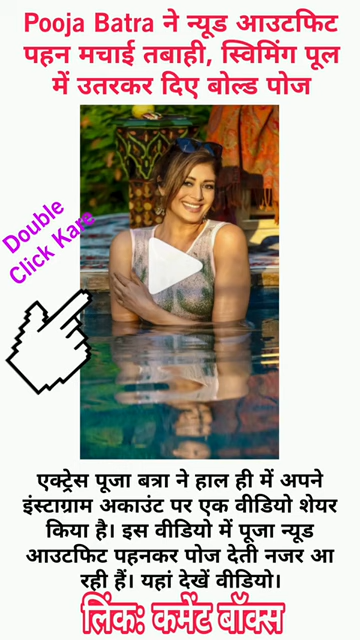 Pooja Batra ने न्यूड आउटफिट
पहन मचाई तबाही, स्विमिंग पूल
में उतरकर दिए बोल्ड पोज
Double
Click Kare
एक्ट्रेस पूजा बत्रा ने हाल ही में अपने
इंस्टाग्राम अकाउंट पर एक वीडियो शेयर
किया है। इस वीडियो में पूजा न्यूड
आउटफिट पहनकर पोज देती नजर आ
रही हैं। यहां देखें वीडियो।
लिंक: कमेंट बॉक्स